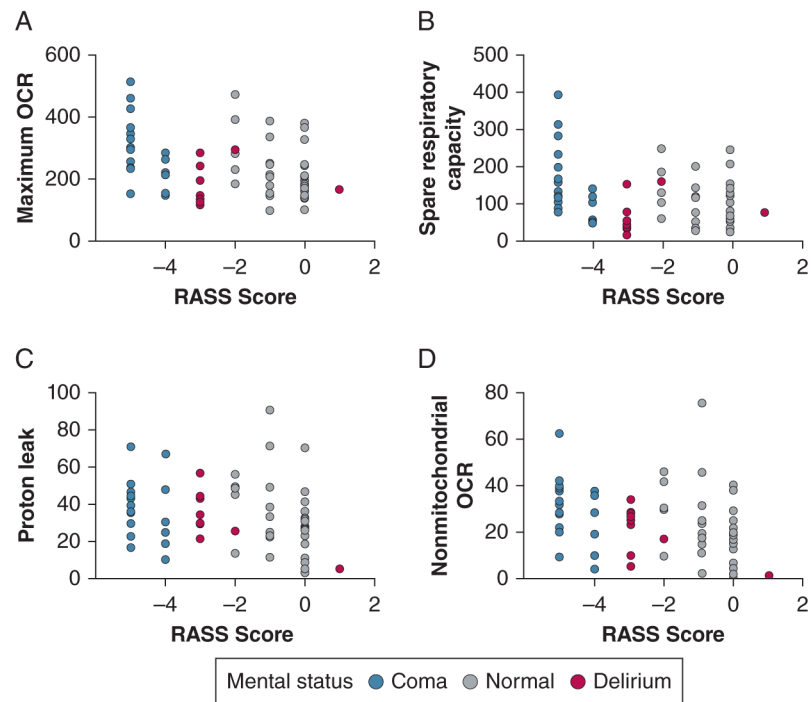 A
600
400
200
0
Maximum OCR
−4
−2
0
2
RASS Score
B
500
400
300
200
100
0
Spare respiratory
capacity
−4
−2
0
2
RASS Score
C
100
80
60
40
20
0
Proton leak
−4
−2
0
2
RASS Score
D
80
60
40
20
0
Nonmitochondrial
OCR
−4
−2
0
2
RASS Score
Mental status Coma Normal Delirium